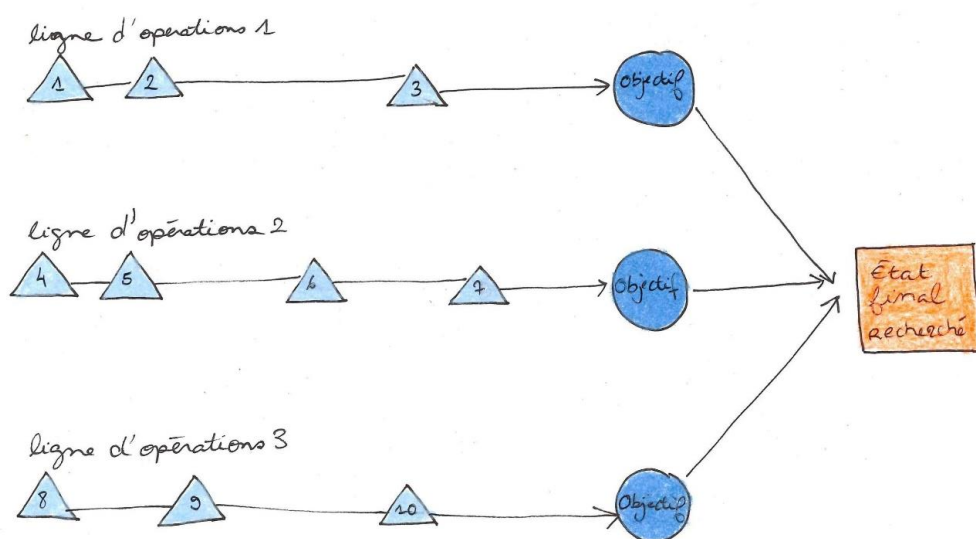 ligne d'operations 1
1
2
3
Objectif
ligne d'opérations 2
4
5
6
7
Objectif
État
final
recherché
ligne d'opérations 3
8
9
10
Objectif